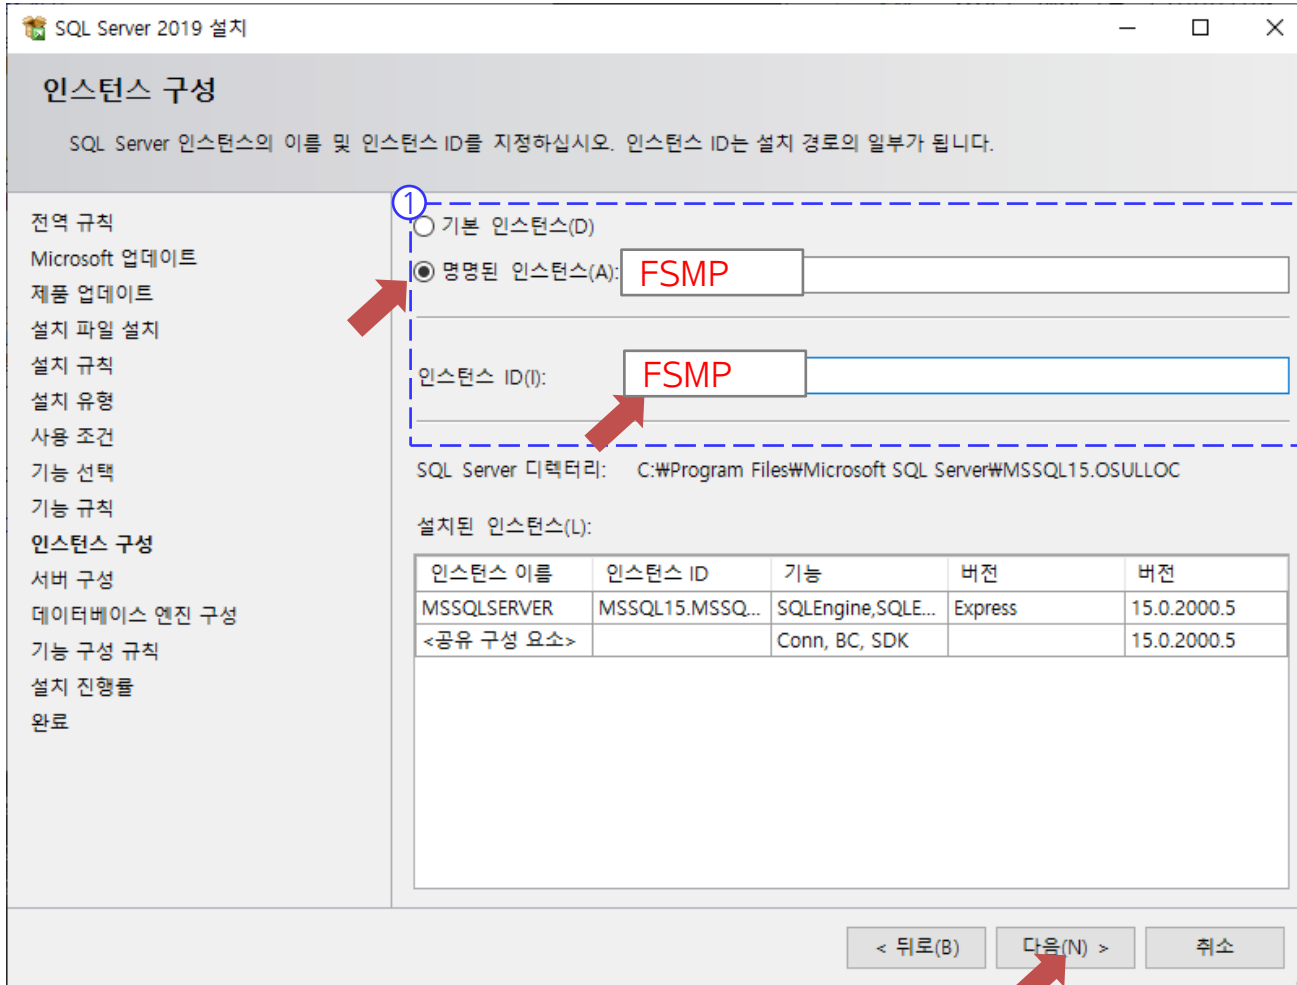 SQL Server 2019 설치
인스턴스 구성
SQL Server 인스턴스의 이름 및 인스턴스 ID를 지정하십시오. 인스턴스 ID는 설치 경로의 일부가 됩니다.
전역 규칙
Microsoft 업데이트
제품 업데이트
설치 파일 설치
설치 규칙
설치 유형
사용 조건
기능 선택
기능 규칙
인스턴스 구성
서버 구성
데이터베이스 엔진 구성
기능 구성 규칙
설치 진행률
완료
1
기본 인스턴스(D)
명명된 인스턴스(A): FSMP
인스턴스 ID(I): FSMP
SQL Server 디렉터리: C:₩Program Files₩Microsoft SQL Server₩MSSQL15.OSULLOC
설치된 인스턴스(L):
인스턴스 이름 인스턴스 ID 기능 버전 버전
MSSQLSERVER MSSQL15.MSSQ... SQLEngine,SQLE... Express 15.0.2000.5
<공유 구성 요소> Conn, BC, SDK 15.0.2000.5
< 뒤로(B) 다음(N) > 취소